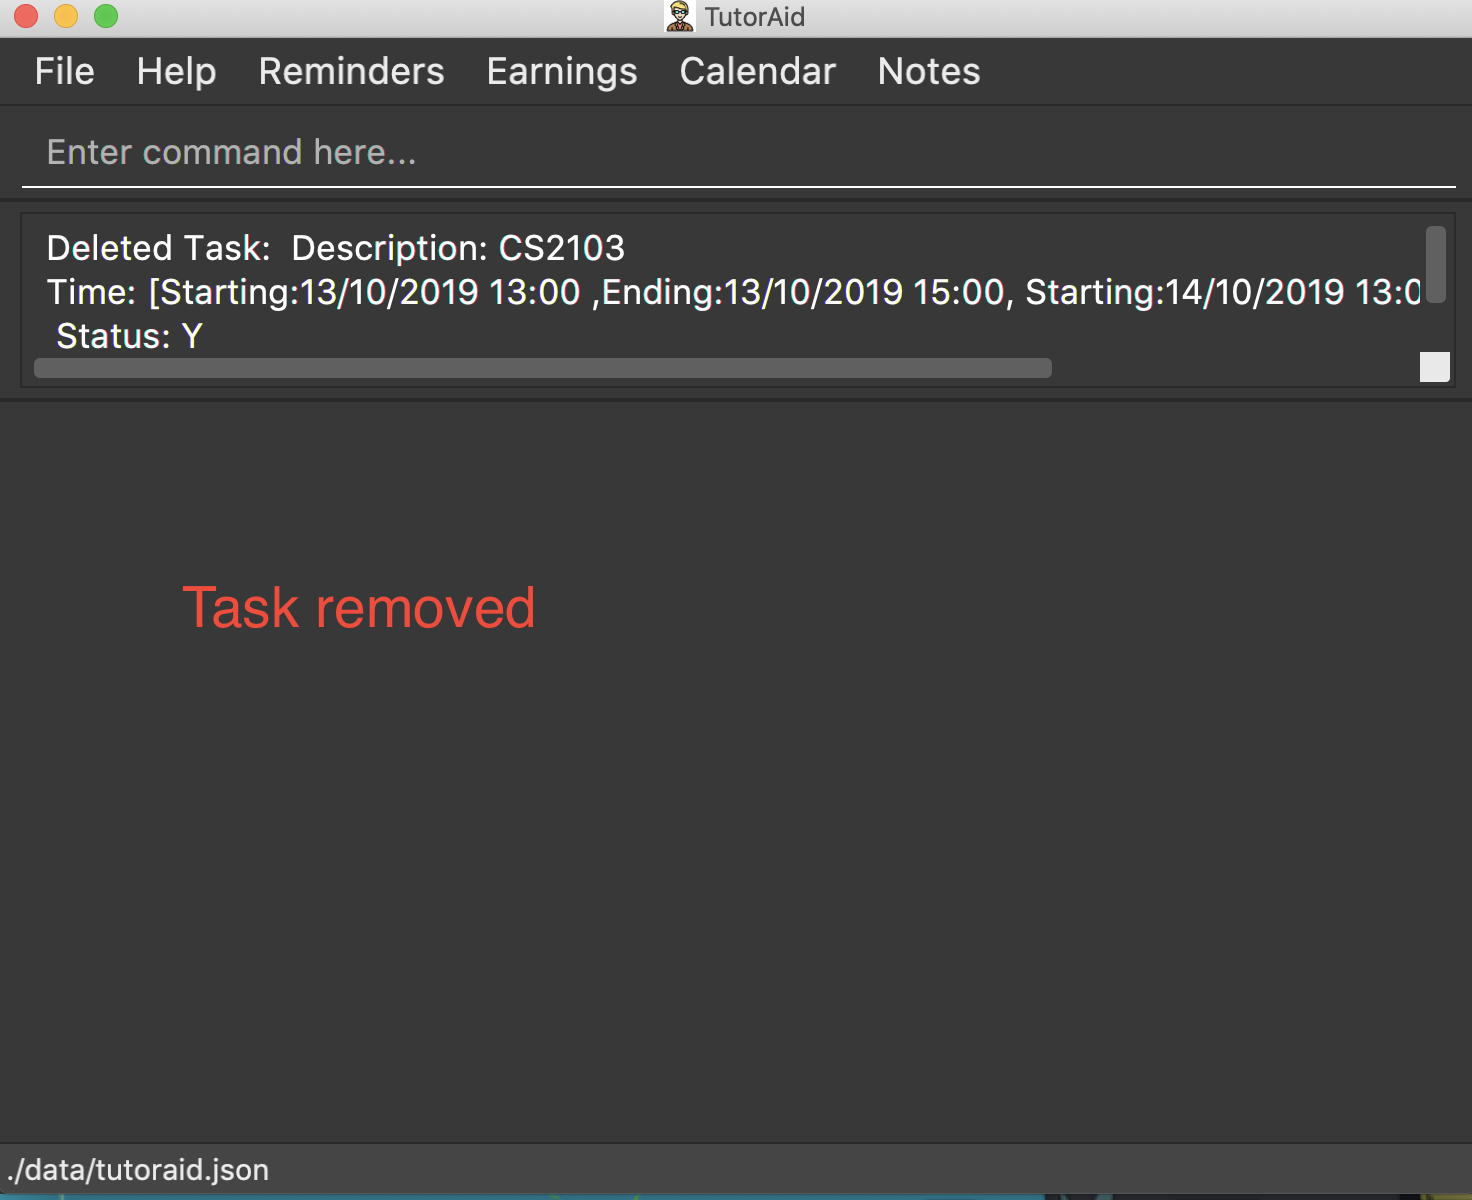 TutorAid
File Help Reminders Earnings Calendar Notes
Enter command here...
Deleted Task:  Description: CS2103
Time: [Starting:13/10/2019 13:00 ,Ending:13/10/2019 15:00, Starting:14/10/2019 13:0
Status: Y
Task removed
./data/tutoraid.json